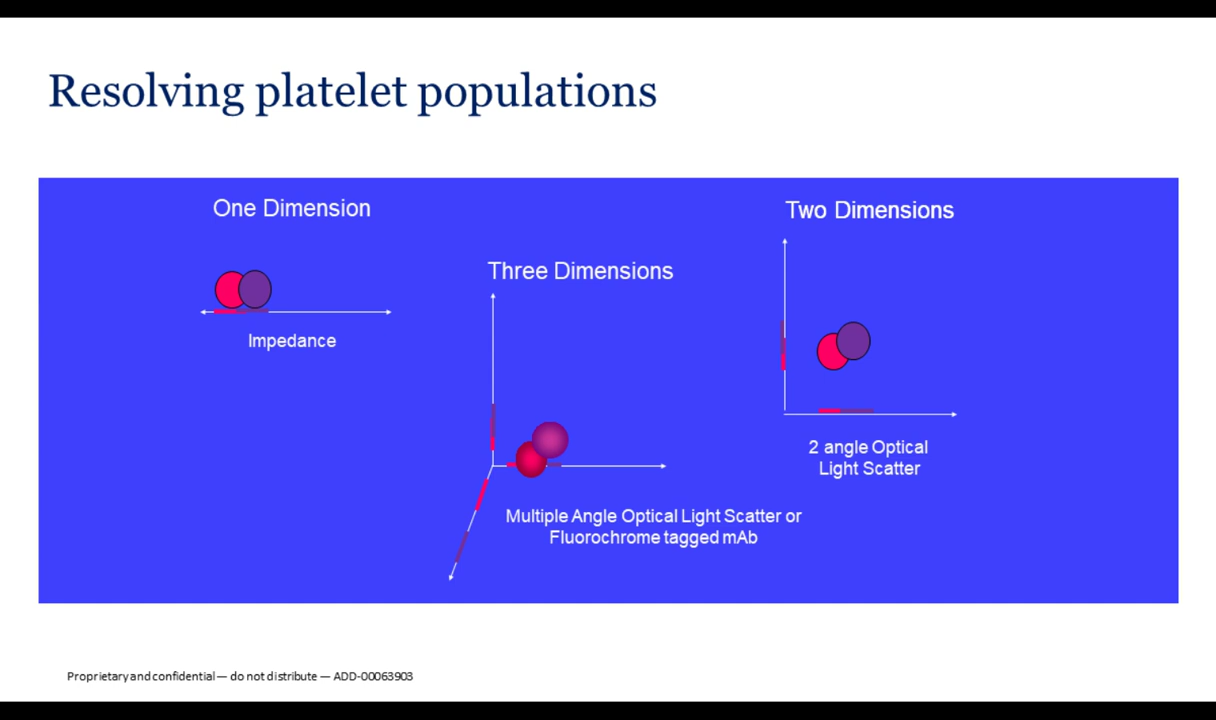 Resolving platelet populations
One Dimension
Impedance
Three Dimensions
Multiple Angle Optical Light Scatter or
Fluorochrome tagged mAb
Two Dimensions
2 angle Optical
Light Scatter
Proprietary and confidential — do not distribute — ADD-00063903